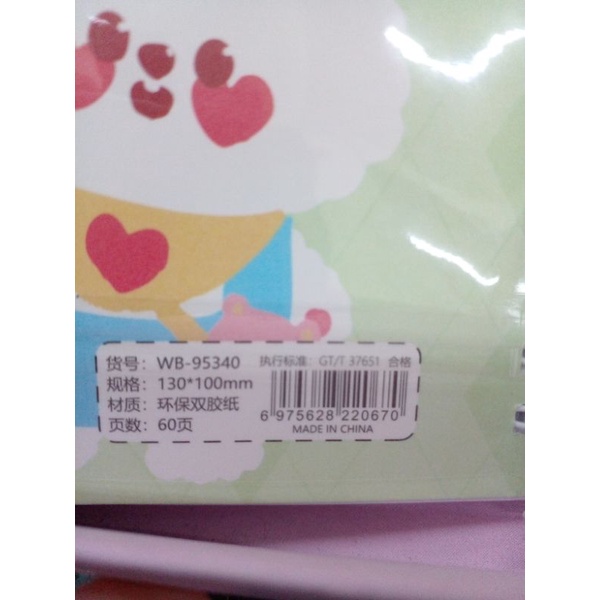 货号：WB-95340
规格：130*100mm
材质：环保双胶纸
页数：60页
执行标准：GT/T 37651 合格
6 975628 220670
MADE IN CHINA